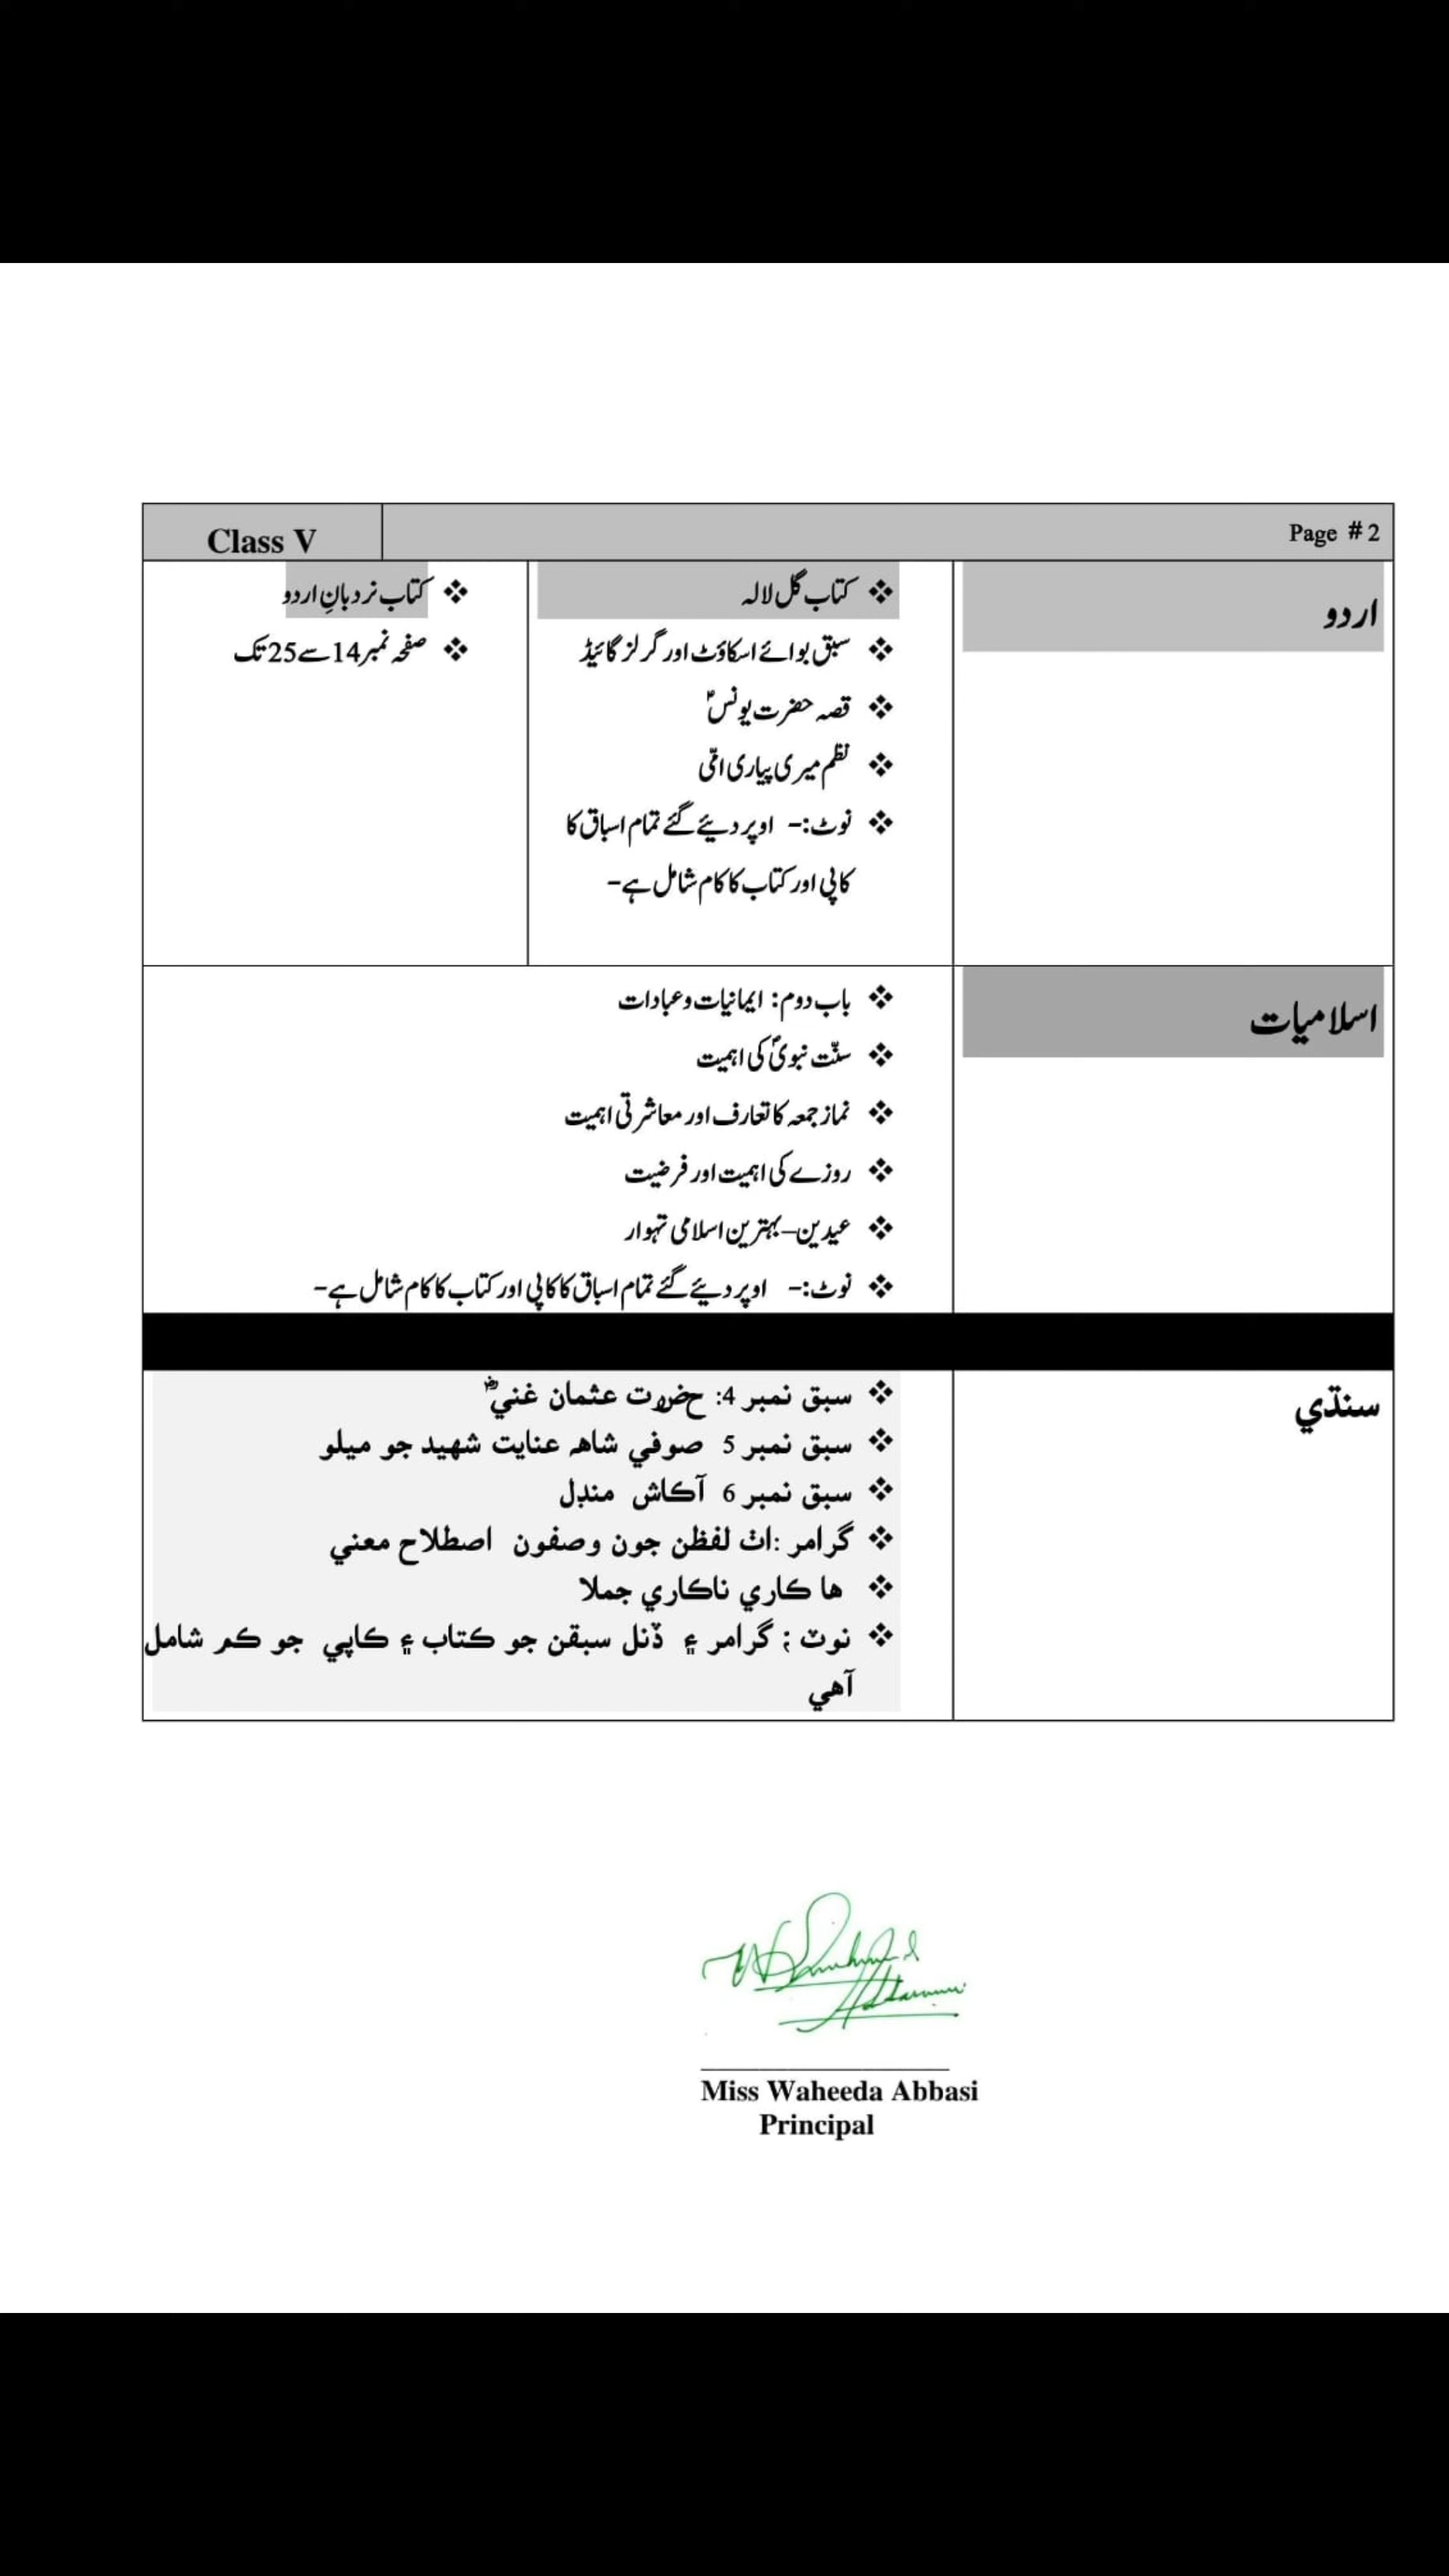 Class V
Page # 2
اردو
❖ کتاب گل لالہ
❖ سبق بوائے اسکاؤٹ اور گرلز گائیڈ
❖ قصہ حضرت یونسؑ
❖ نظم میری پیاری امّی
❖ نوٹ:- اوپر دیئے گئے تمام اسباق کا
کاپی اور کتاب کا کام شامل ہے-
❖ کتاب نردبانِ اردو
❖ صفحہ نمبر 14 سے 25 تک
اسلامیات
❖ باب دوم: ایمانیات و عبادات
❖ سنّت نبویؐ کی اہمیت
❖ نماز جمعہ کا تعارف اور معاشرتی اہمیت
❖ روزے کی اہمیت اور فرضیت
❖ عیدین–بہترین اسلامی تہوار
❖ نوٹ:- اوپر دیئے گئے تمام اسباق کا کاپی اور کتاب کا کام شامل ہے-
سنڌي
❖ سبق نمبر 4: حضرت عثمان غنيؓ
❖ سبق نمبر 5 صوفي شاهه عنايت شهيد جو ميلو
❖ سبق نمبر 6 آڪاش منڊل
❖ گرامر :اٺ لفظن جون وصفون اصطلاح معني
❖ ها ڪاري ناڪاري جملا
❖ نوٽ ; گرامر ۽ ڏنل سبقن جو ڪتاب ۽ ڪاپي جو ڪم شامل
آهي
Miss Waheeda Abbasi
Principal